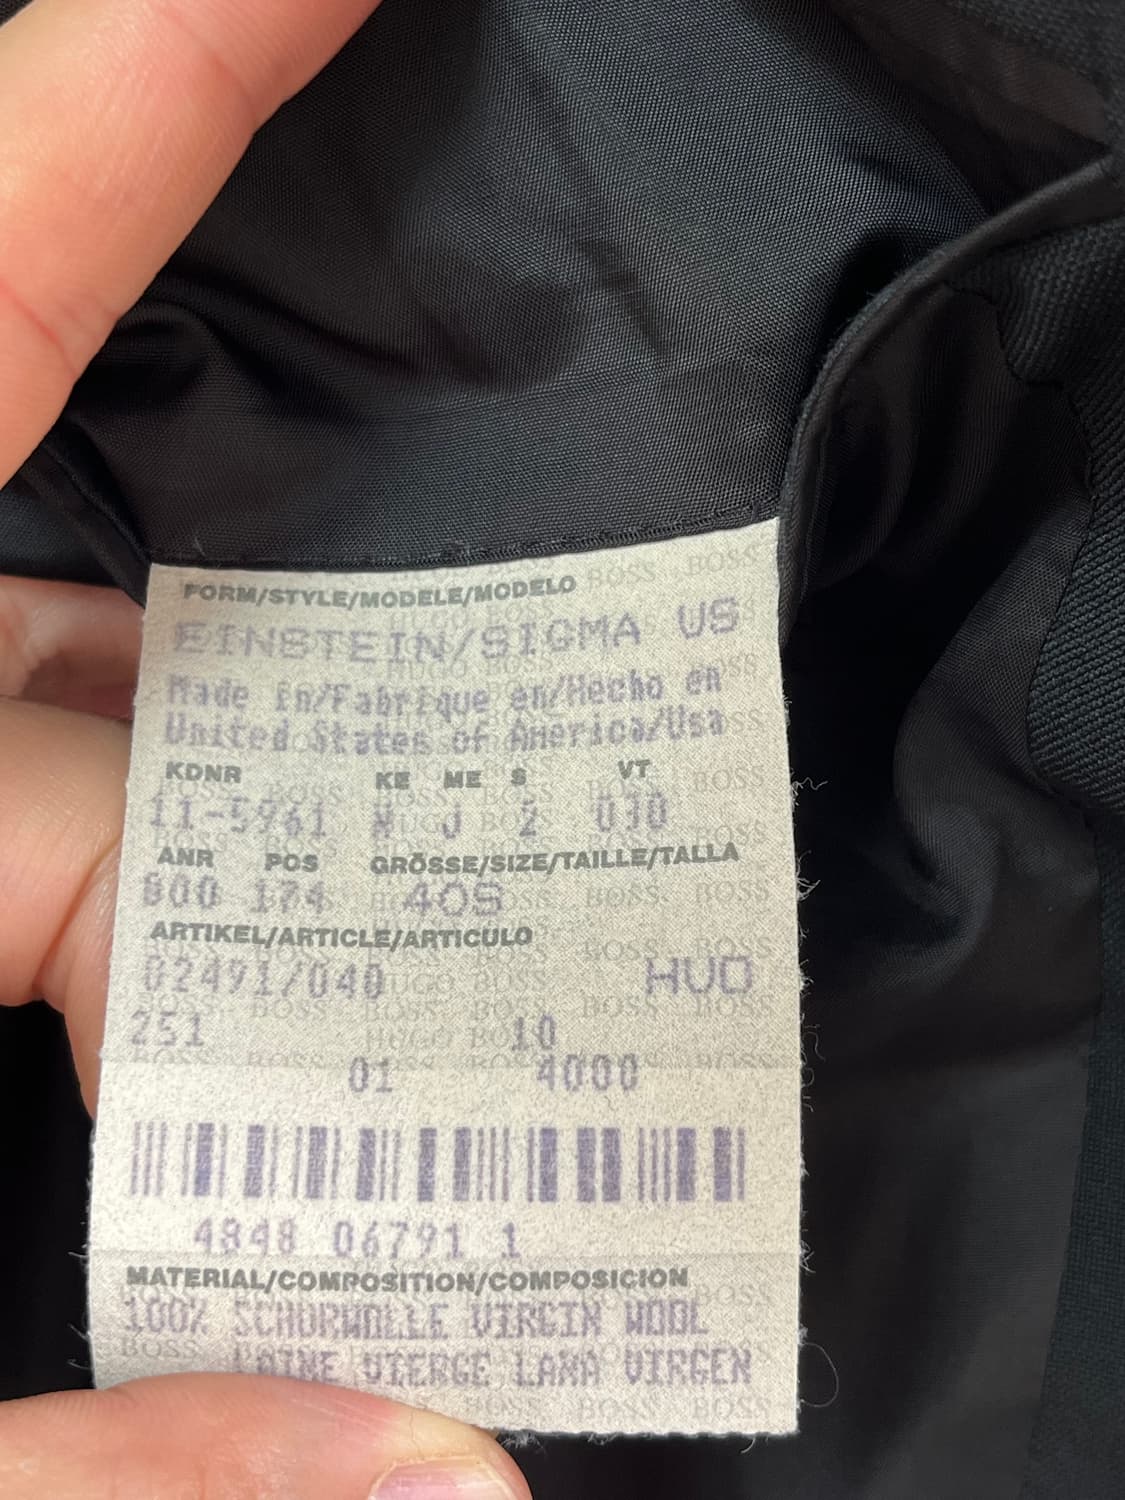 FORM/STYLE/MODELE/MODELO
EINSTEIN/SIGMA US
Made in/Fabrique en/Hecho en
United States of America/Usa
KDNR KE ME S VT
11-5961 J 2 030
ANR POS GRÖSSE/SIZE/TAILLE/TALLA
800 174 40S
ARTIKEL/ARTICLE/ARTICULO
02491/040 HUO
251 10
01 4000
4848 06791 1
MATERIAL/COMPOSITION/COMPOSICION
100% SCHURWOLLE VIRGIN WOOL
LAINE VIERGE LANA VIRGEN